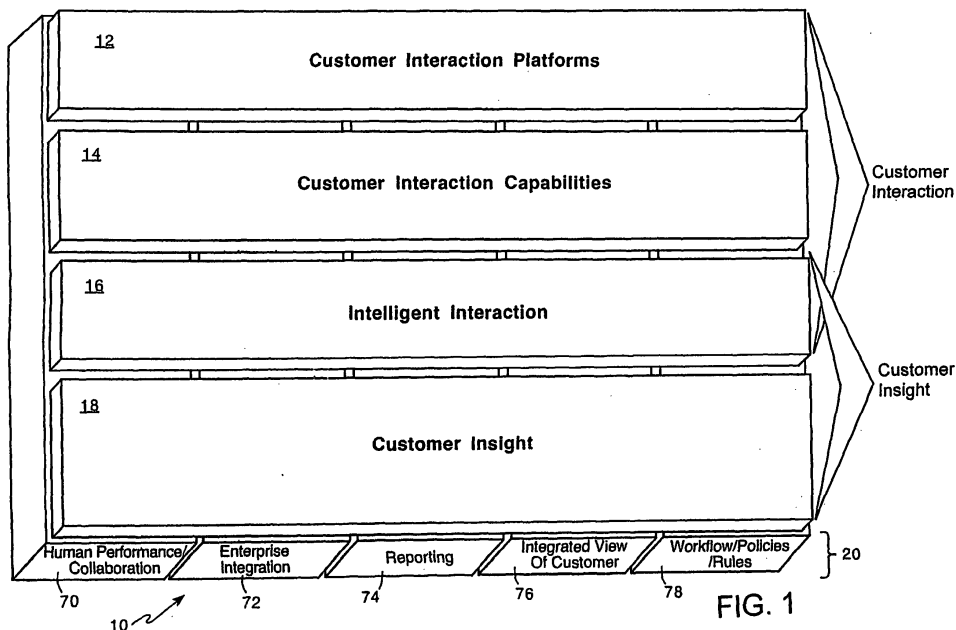 12
Customer Interaction Platforms
14
Customer Interaction Capabilities
Customer
Interaction
16
Intelligent Interaction
Customer
Insight
18
Customer Insight
Human Performance/
Collaboration
Enterprise
Integration
Reporting
Integrated View
Of Customer
Workflow/Policies
/Rules
20
70
72
74
76
78
10
FIG. 1